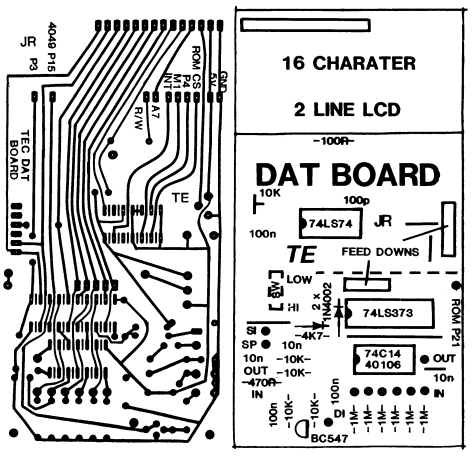 4049 P15
JR
P3
ROM CS
GND
5V
P4
M1
INT
A7
R/W
TEC DAT
BOARD
TE
16 CHARATER
2 LINE LCD
-100R-
DAT BOARD
10K
100p
74LS74
JR
100n
TE
FEED DOWNS
LOW
SW
HI
2 x
1N4002
74LS373
ROM P21
SI
-4K7-
SP
10n
10n
-10K-
74C14
40106
OUT
OUT
-10K-
10n
-470R-
IN
100n
IN
100n
-10K-
-10K-
DI
-1M-
-1M-
-1M-
-1M-
-1M-
-1M-
BC547